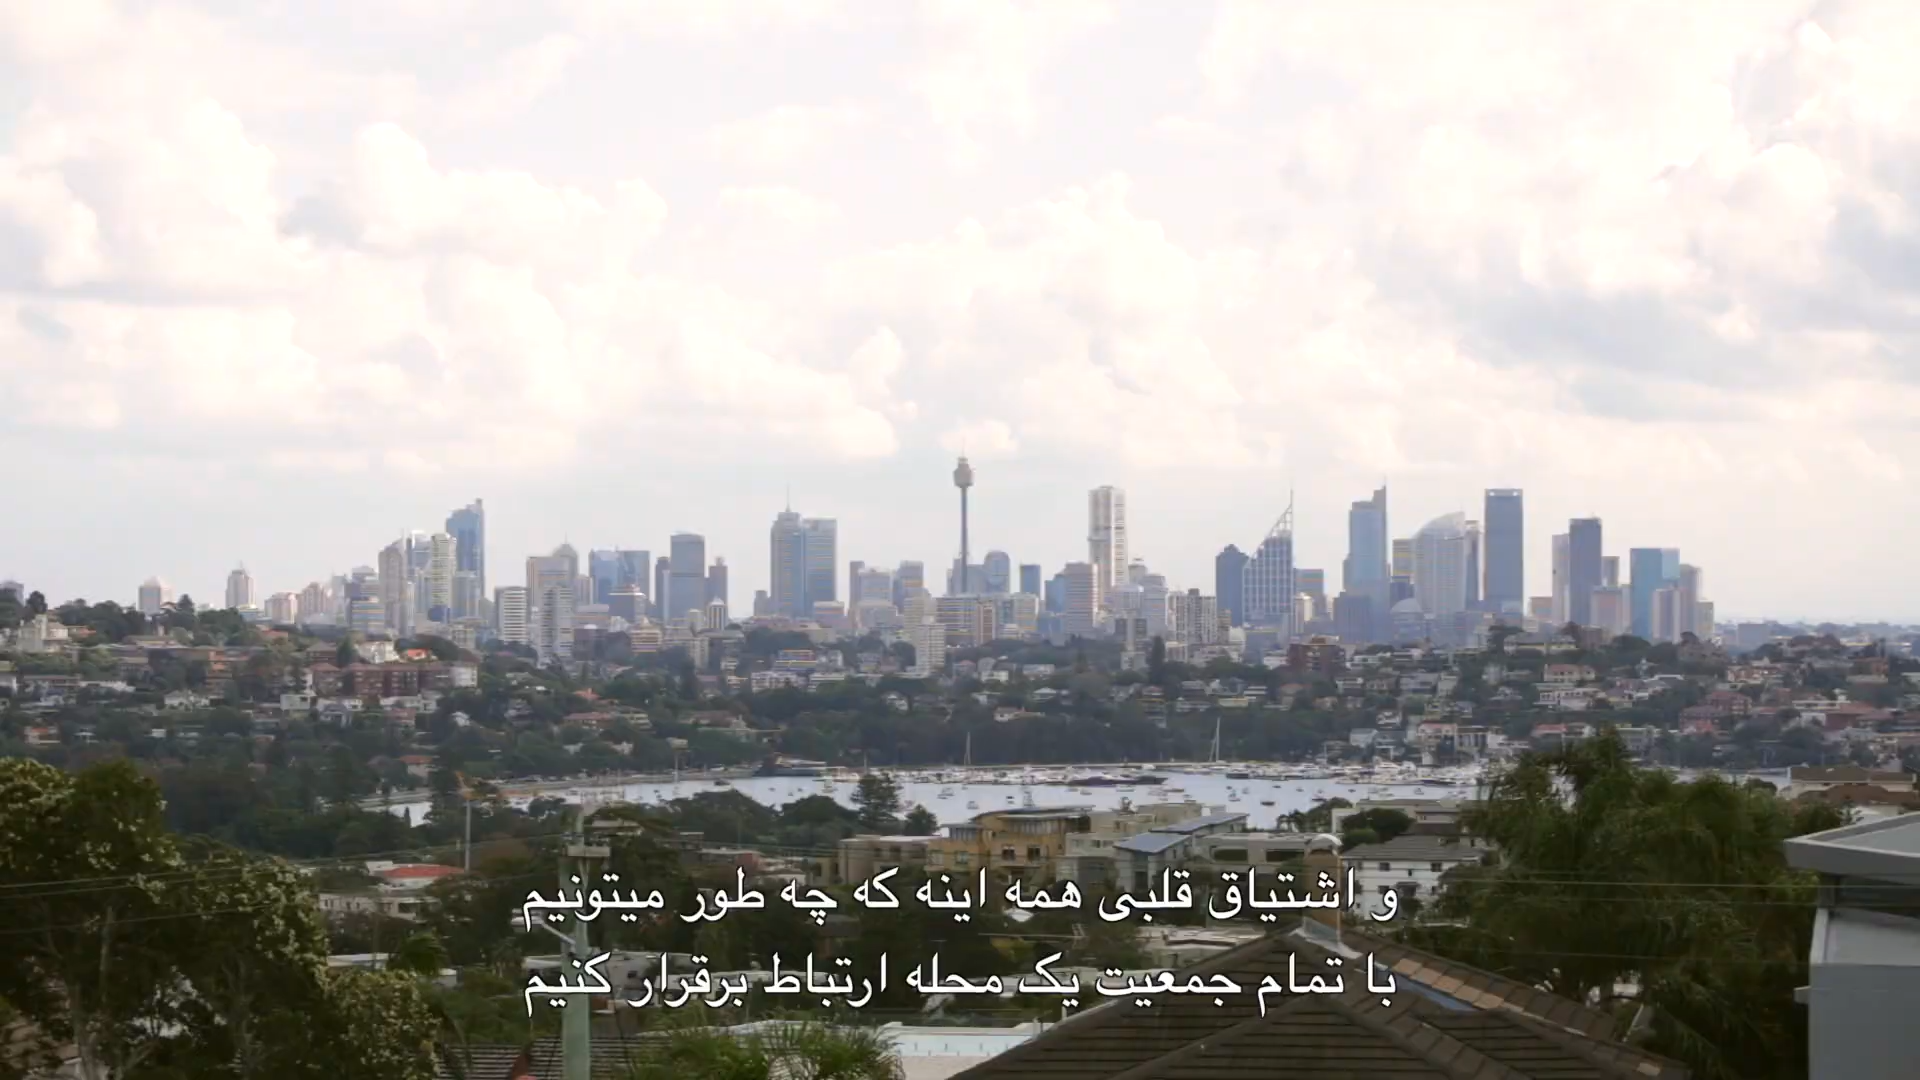 و اشتیاق قلبی همه اینه که چه طور میتونیم
با تمام جمعیت یک محله ارتباط برقرار کنیم